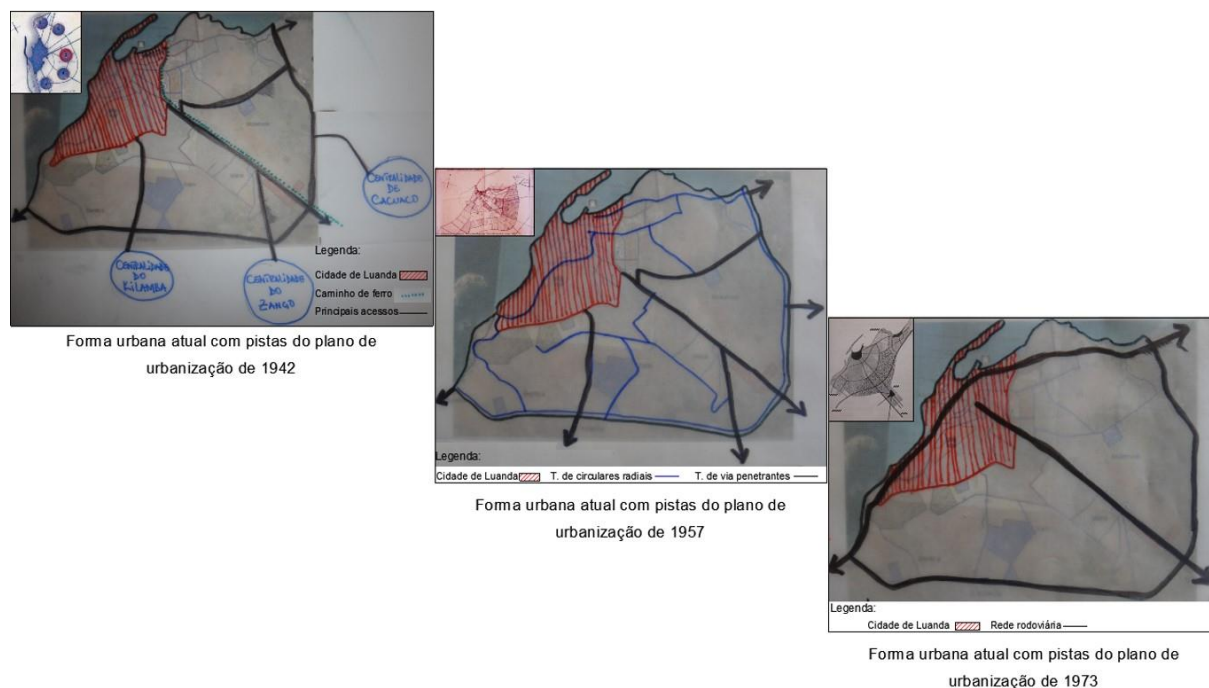 CENTRALIDADE
DE
CACUACO
CENTRALIDADE
DO
KILAMBA
CENTRALIDADE
DO
ZANGO
Legenda:
Cidade de Luanda
Caminho de ferro
Principais acessos
Forma urbana atual com pistas do plano de
urbanização de 1942
Legenda:
Cidade de Luanda T. de circulares radiais T. de via penetrantes
Forma urbana atual com pistas do plano de
urbanização de 1957
Legenda:
Cidade de Luanda Rede rodoviária
Forma urbana atual com pistas do plano de
urbanização de 1973